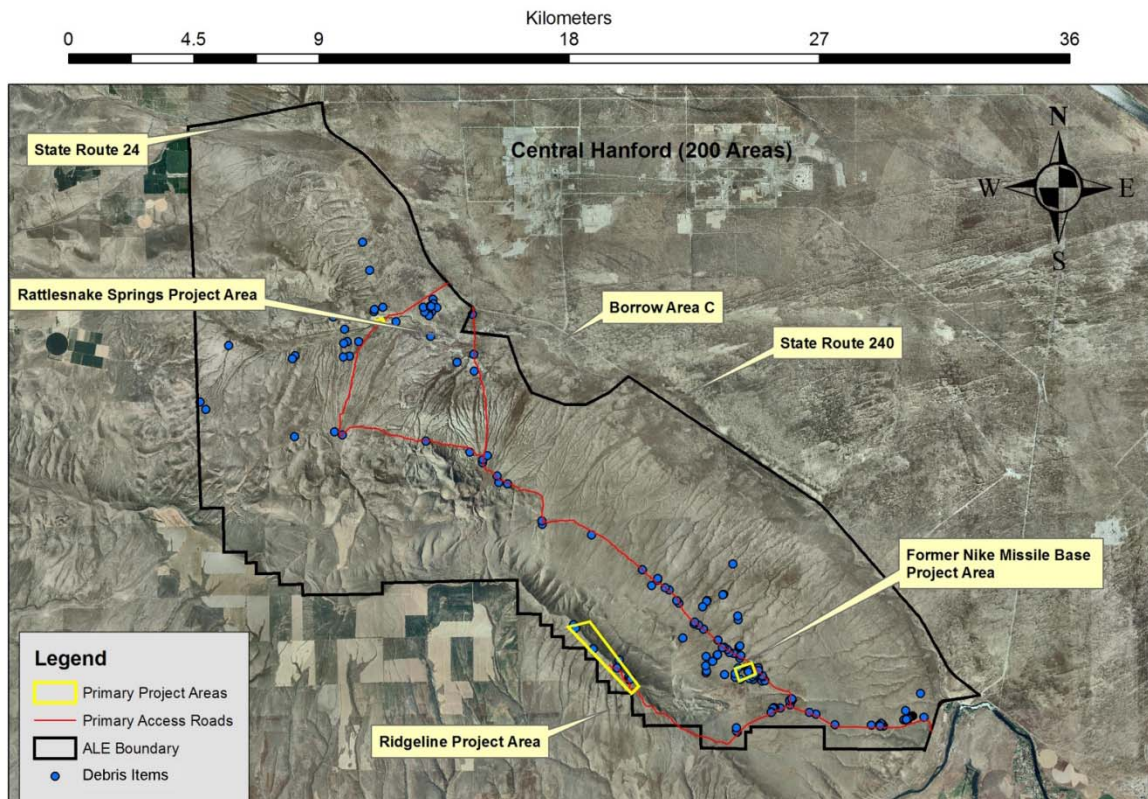 Kilometers
0 4.5 9 18 27 36
State Route 24
Central Hanford (200 Areas)
N
W E
S
Rattlesnake Springs Project Area
Borrow Area C
State Route 240
Former Nike Missile Base
Project Area
Legend
Primary Project Areas
Primary Access Roads
ALE Boundary
Debris Items
Ridgeline Project Area